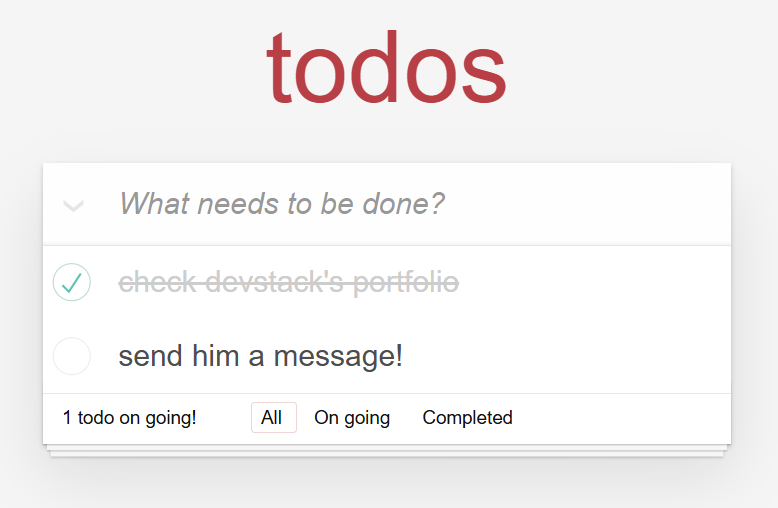 todos
What needs to be done?
check devstack's portfolio
send him a message!
1 todo on going! All On going Completed